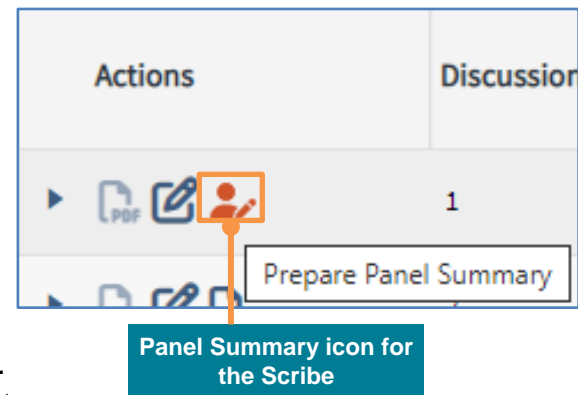 Actions Discussion
PDF 1
Prepare Panel Summary
Panel Summary icon for
the Scribe